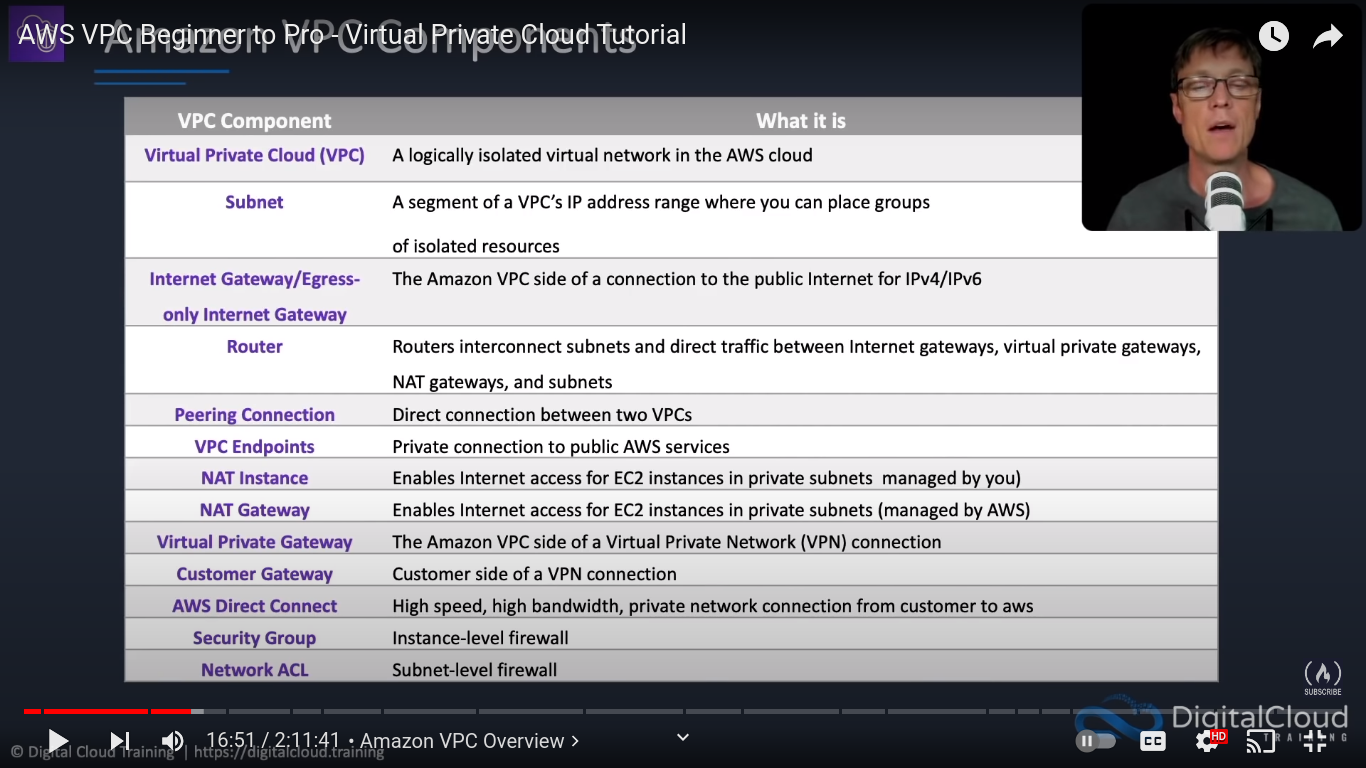 AWS VPC Beginner to Pro - Virtual Private Cloud Tutorial
Amazon VPC Components
VPC Component What it is
Virtual Private Cloud (VPC) A logically isolated virtual network in the AWS cloud
Subnet A segment of a VPC’s IP address range where you can place groups
of isolated resources
Internet Gateway/Egress- The Amazon VPC side of a connection to the public Internet for IPv4/IPv6
only Internet Gateway
Router Routers interconnect subnets and direct traffic between Internet gateways, virtual private gateways,
NAT gateways, and subnets
Peering Connection Direct connection between two VPCs
VPC Endpoints Private connection to public AWS services
NAT Instance Enables Internet access for EC2 instances in private subnets managed by you)
NAT Gateway Enables Internet access for EC2 instances in private subnets (managed by AWS)
Virtual Private Gateway The Amazon VPC side of a Virtual Private Network (VPN) connection
Customer Gateway Customer side of a VPN connection
AWS Direct Connect High speed, high bandwidth, private network connection from customer to aws
Security Group Instance-level firewall
Network ACL Subnet-level firewall
SUBSCRIBE
DigitalCloud
TRAINING
16:51 / 2:11:41 • Amazon VPC Overview
CC
HD
© Digital Cloud Training | https://digitalcloud.training